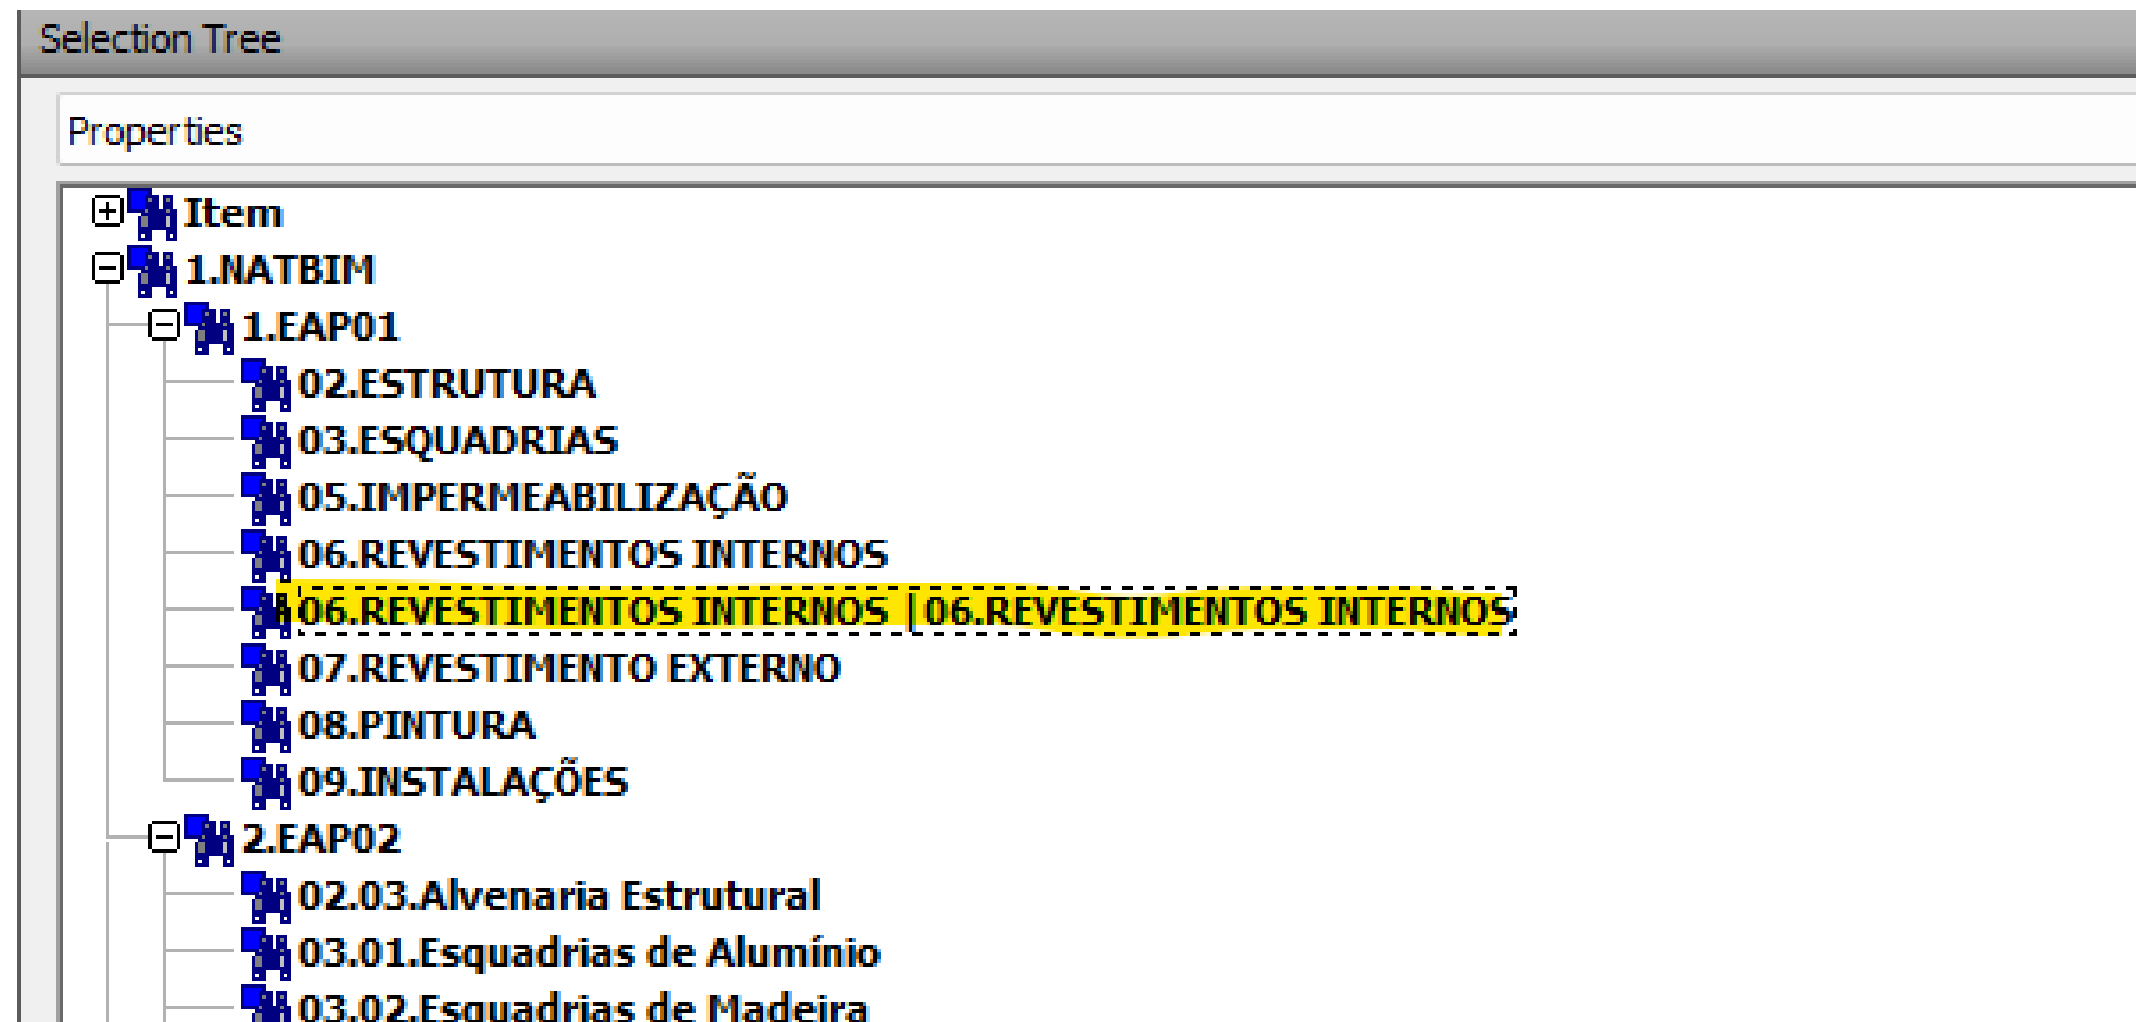 Selection Tree
Properties
Item
1.NATBIM
1.EAP01
02.ESTRUTURA
03.ESQUADRIAS
05.IMPERMEABILIZAÇÃO
06.REVESTIMENTOS INTERNOS
06.REVESTIMENTOS INTERNOS |06.REVESTIMENTOS INTERNOS
07.REVESTIMENTO EXTERNO
08.PINTURA
09.INSTALAÇÕES
2.EAP02
02.03.Alvenaria Estrutural
03.01.Esquadrias de Alumínio
03.02.Esquadrias de Madeira